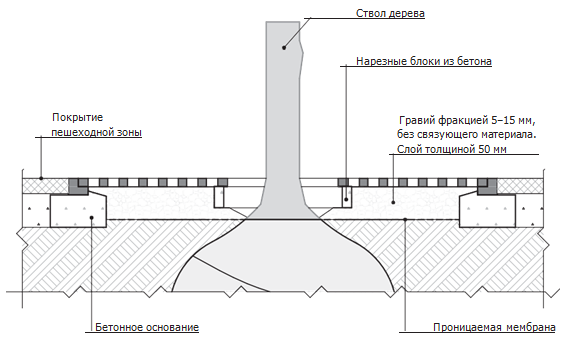 Ствол дерева
Нарезные блоки из бетона
Покрытие
пешеходной зоны
Гравий фракцией 5–15 мм,
без связующего материала.
Слой толщиной 50 мм
Бетонное основание
Проницаемая мембрана